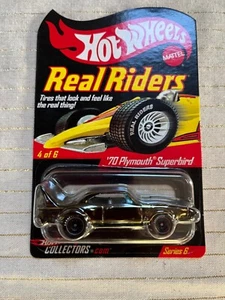 Hot Wheels
MATTEL
Real Riders
Tires that look and feel like
the real thing!
REAL RIDERS
4 of 6
'70 Plymouth Superbird
COLLECTORS.com
Series 6